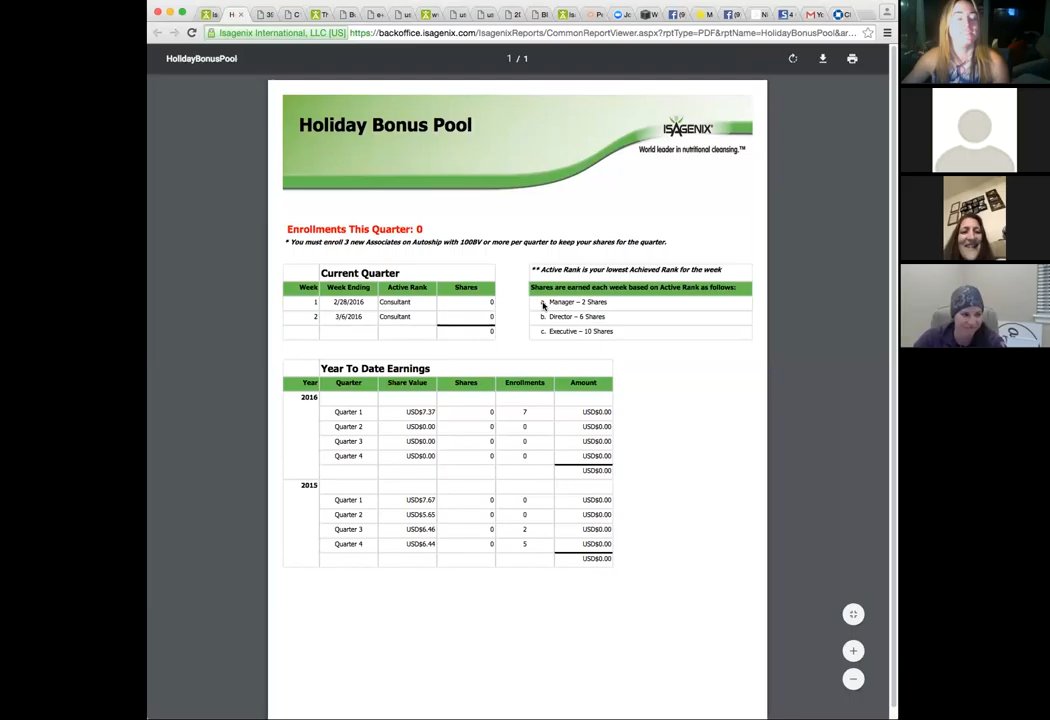 Isagenix International, LLC [US]
https://backoffice.isagenix.com/IsagenixReports/CommonReportViewer.aspx?rptType=PDF&rptName=HolidayBonusPool&ar...
HolidayBonusPool
1 / 1
Holiday Bonus Pool
ISAGENIX
World leader in nutritional cleansing.™
Enrollments This Quarter: 0
* You must enroll 3 new Associates on Autoship with 100BV or more per quarter to keep your shares for the quarter.
Current Quarter
Week Week Ending Active Rank Shares
1 2/28/2016 Consultant 0
2 3/6/2016 Consultant 0
0
** Active Rank is your lowest Achieved Rank for the week
Shares are earned each week based on Active Rank as follows:
a. Manager – 2 Shares
b. Director – 6 Shares
c. Executive – 10 Shares
Year To Date Earnings
Year Quarter Share Value Shares Enrollments Amount
2016
Quarter 1 USD$7.37 0 7 USD$0.00
Quarter 2 USD$0.00 0 0 USD$0.00
Quarter 3 USD$0.00 0 0 USD$0.00
Quarter 4 USD$0.00 0 0 USD$0.00
USD$0.00
2015
Quarter 1 USD$7.67 0 0 USD$0.00
Quarter 2 USD$5.65 0 0 USD$0.00
Quarter 3 USD$6.46 0 2 USD$0.00
Quarter 4 USD$6.44 0 5 USD$0.00
USD$0.00